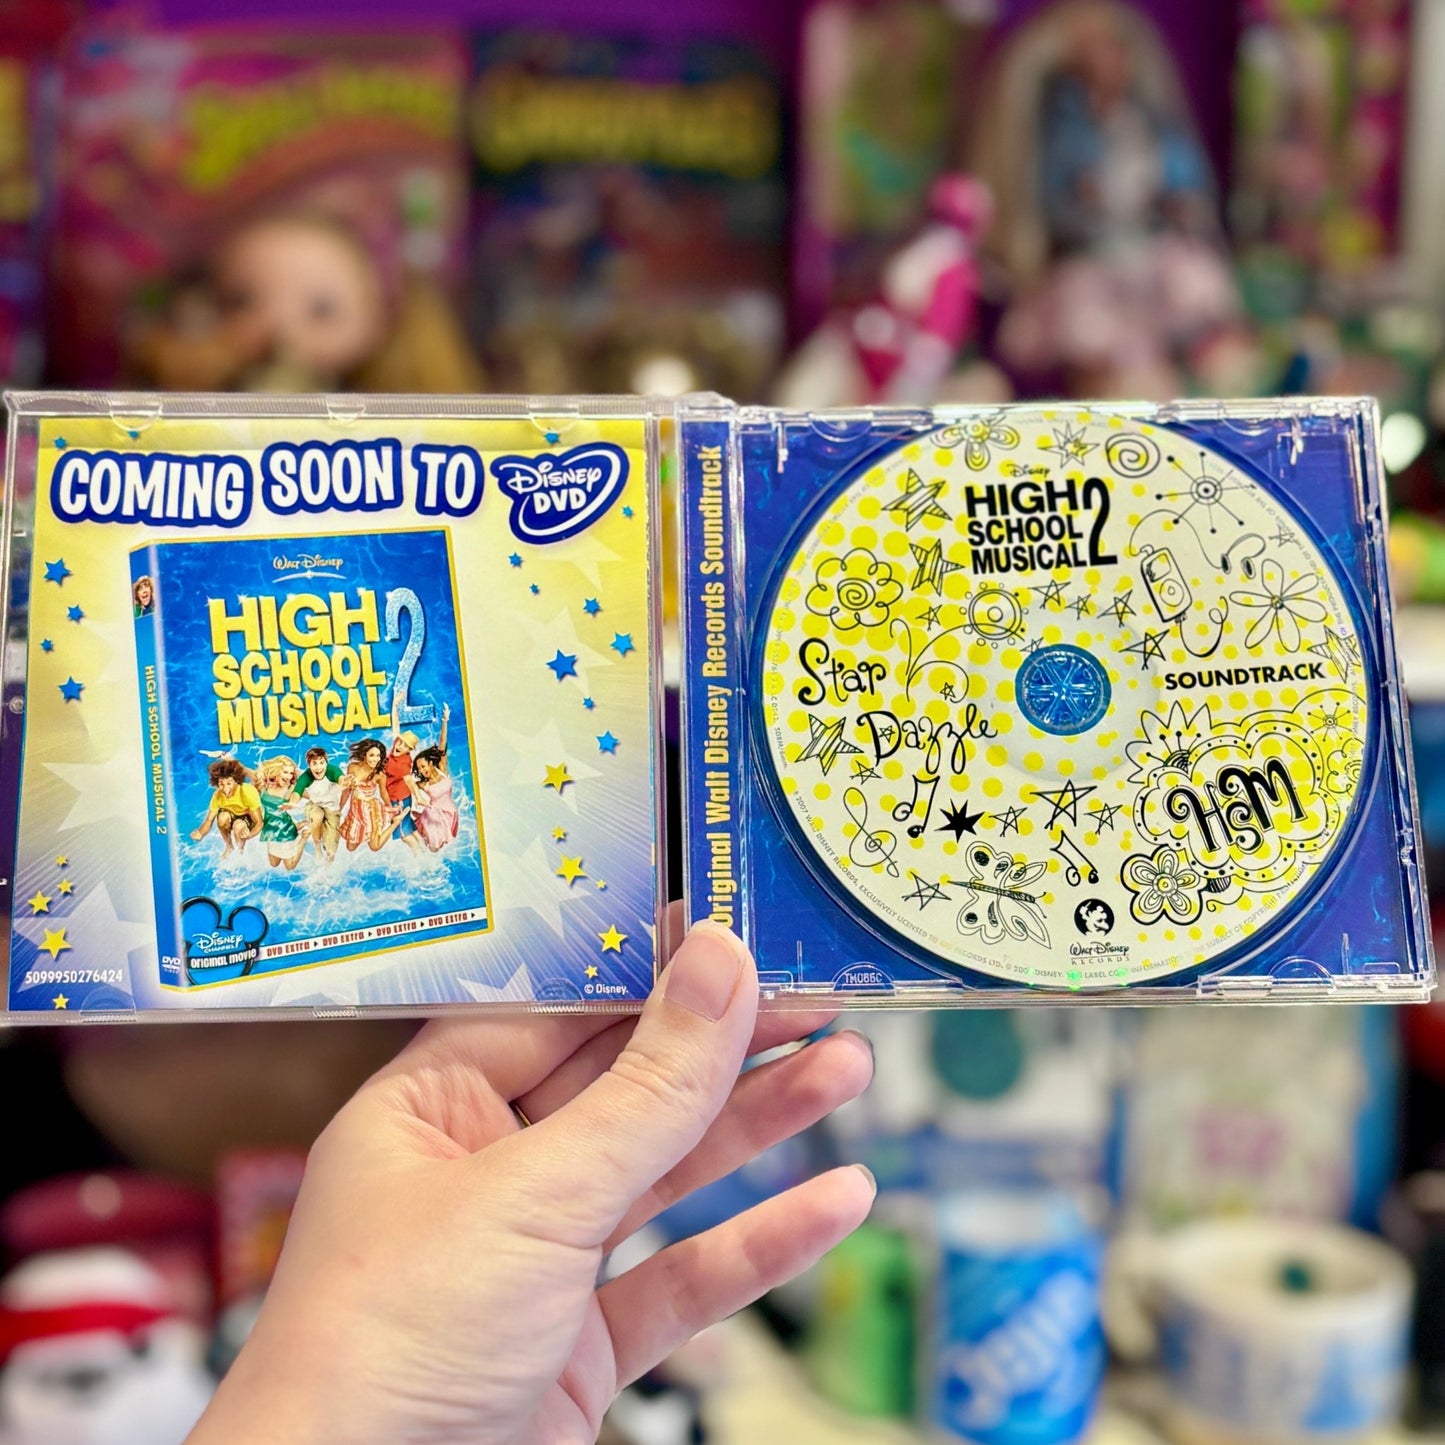 COMING SOON TO
Disney
DVD
WALT DISNEY
HIGH
SCHOOL
MUSICAL 2
HIGH SCHOOL MUSICAL 2
DVD
Disney
CHANNEL
ORIGINAL MOVIE
DVD EXTRA ▸ DVD EXTRA ▸ DVD EXTRA ▸ DVD EXTRA ▸
5099950276424
© Disney.
Original Walt Disney Records Soundtrack
Disney
HIGH
SCHOOL
MUSICAL 2
SOUNDTRACK
Star
Dazzle
HSM
WALT DISNEY
RECORDS
TM055C